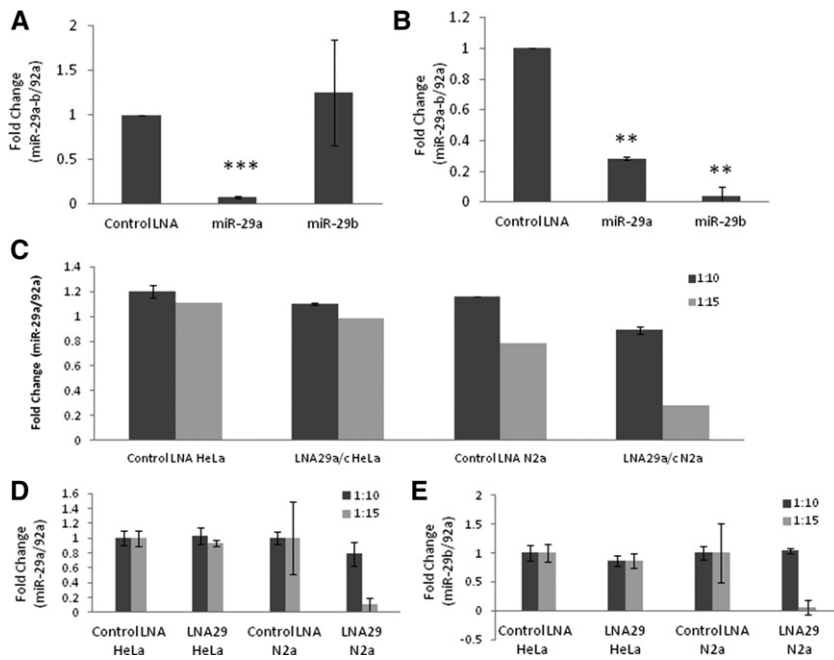 A
Fold Change
(miR-29a-b/92a)
2
1.5
1
0.5
0
***
Control LNA
miR-29a
miR-29b
B
Fold Change
(miR-29a-b/92a)
1.2
1
0.8
0.6
0.4
0.2
0
**
**
Control LNA
miR-29a
miR-29b
C
Fold Change (miR-29a/92a)
1.4
1.2
1
0.8
0.6
0.4
0.2
0
1:10
1:15
Control LNA HeLa
LNA29a/c HeLa
Control LNA N2a
LNA29a/c N2a
D
Fold Change
(miR-29a/92a)
1.6
1.4
1.2
1
0.8
0.6
0.4
0.2
0
1:10
1:15
Control LNA
HeLa
LNA29
HeLa
Control LNA
N2a
LNA29
N2a
E
Fold Change
(miR-29b/92a)
2
1.5
1
0.5
0
-0.5
1:10
1:15
Control LNA
HeLa
LNA29
HeLa
Control LNA
N2a
LNA29
N2a